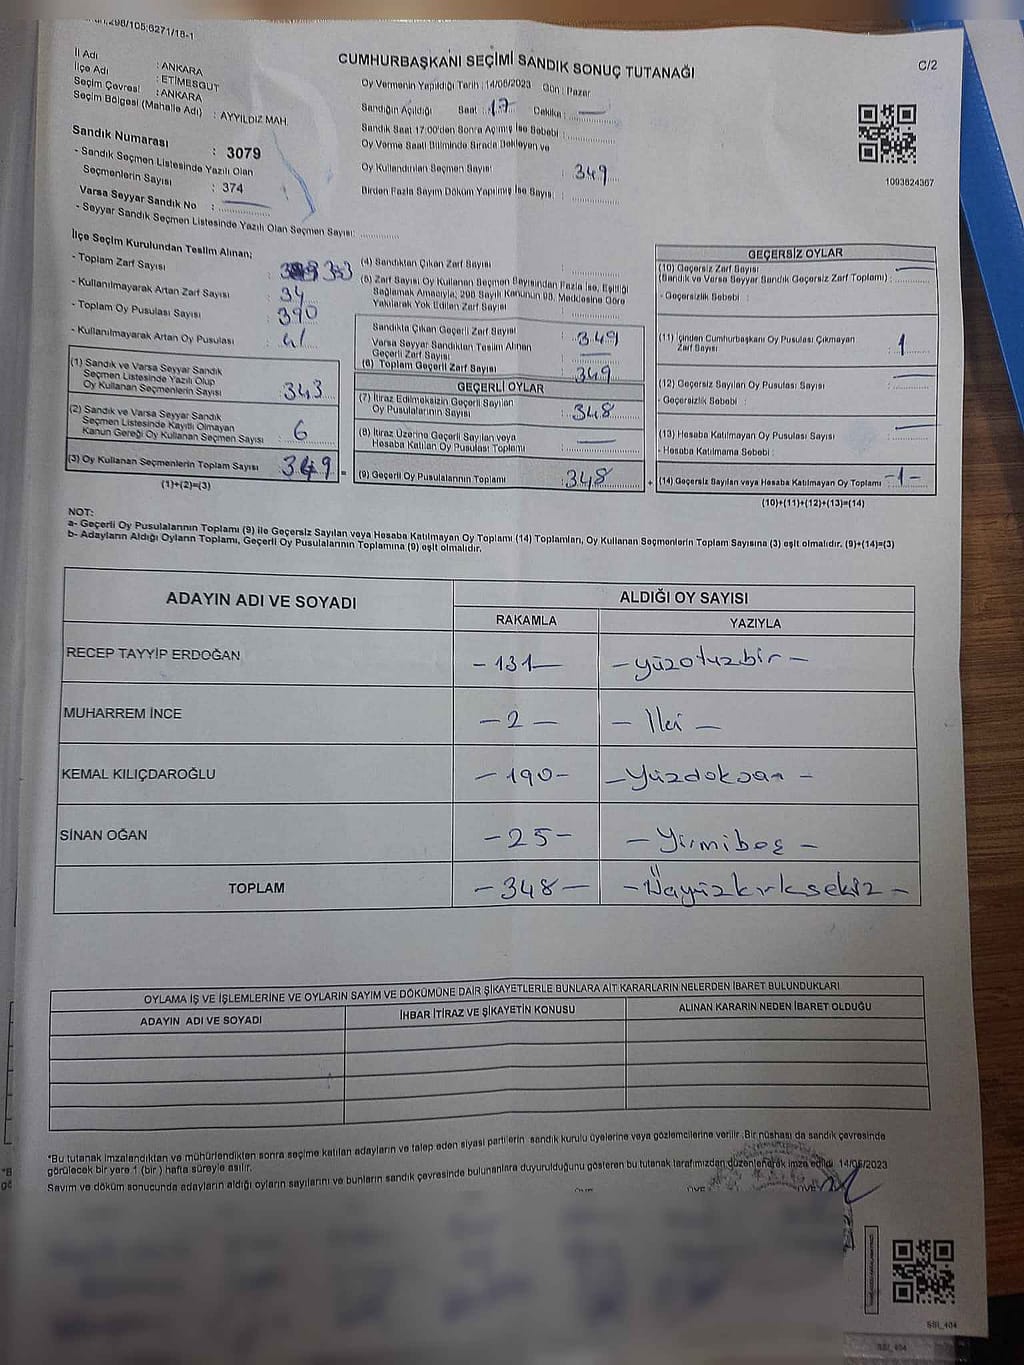 CUMHURBAŞKANI SEÇİMİ SANDIK SONUÇ TUTANAĞI
C/2
İl Adı : ANKARA
İlçe Adı : ETİMESGUT
Seçim Çevresi : ANKARA
Seçim Bölgesi (Mahalle Adı) : AYYILDIZ MAH.
Sandık Numarası : 3079
- Sandık Seçmen Listesinde Yazılı Olan
Seçmenlerin Sayısı : 374
Varsa Seyyar Sandık No :
- Seyyar Sandık Seçmen Listesinde Yazılı Olan Seçmen Sayısı:
Oy Vermenin Yapıldığı Tarih : 14/05/2023 Gün : Pazar
Sandığın Açıldığı Saat : 17 Dakika :
Sandık Saat 17:00'den Sonra Açılmış İse Sebebi :
Oy Verme Saati Bitiminde Sırada Bekleyen ve
Oy Kullandırılan Seçmen Sayısı : 349
Birden Fazla Sayım Döküm Yapılmış İse Sayısı :
1093624367
İlçe Seçim Kurulundan Teslim Alınan;
- Toplam Zarf Sayısı : 383
- Kullanılmayarak Artan Zarf Sayısı : 34
- Toplam Oy Pusulası Sayısı : 390
- Kullanılmayarak Artan Oy Pusulası : 41
(1) Sandık ve Varsa Seyyar Sandık
Seçmen Listesinde Yazılı Olup
Oy Kullanan Seçmenlerin Sayısı : 343
(2) Sandık ve Varsa Seyyar Sandık
Seçmen Listesinde Kayıtlı Olmayan
Kanun Gereği Oy Kullanan Seçmen Sayısı : 6
(3) Oy Kullanan Seçmenlerin Toplam Sayısı : 349
(1)+(2)=(3)
(4) Sandıktan Çıkan Zarf Sayısı :
(5) Zarf Sayısı Oy Kullanan Seçmen Sayısından Fazla İse, Eşitliği
Sağlamak Amacıyla; 298 Sayılı Kanunun 98. Maddesine Göre
Yakılarak Yok Edilen Zarf Sayısı :
Sandıkta Çıkan Geçerli Zarf Sayısı : 349
Varsa Seyyar Sandıktan Teslim Alınan
Geçerli Zarf Sayısı :
(6) Toplam Geçerli Zarf Sayısı : 349
GEÇERLİ OYLAR
(7) İtiraz Edilmeksizin Geçerli Sayılan
Oy Pusulalarının Sayısı : 348
(8) İtiraz Üzerine Geçerli Sayılan veya
Hesaba Katılan Oy Pusulası Toplamı :
(9) Geçerli Oy Pusulalarının Toplamı : 348
GEÇERSİZ OYLAR
(10) Geçersiz Zarf Sayısı
(Sandık ve Varsa Seyyar Sandık Geçersiz Zarf Toplamı) :
- Geçersizlik Sebebi :
(11) İçinden Cumhurbaşkanı Oy Pusulası Çıkmayan
Zarf Sayısı : 1
(12) Geçersiz Sayılan Oy Pusulası Sayısı :
- Geçersizlik Sebebi :
(13) Hesaba Katılmayan Oy Pusulası Sayısı :
- Hesaba Katılmama Sebebi :
(14) Geçersiz Sayılan veya Hesaba Katılmayan Oy Toplamı : -1-
(10)+(11)+(12)+(13)=(14)
NOT:
a- Geçerli Oy Pusulalarının Toplamı (9) ile Geçersiz Sayılan veya Hesaba Katılmayan Oy Toplamı (14) Toplamları, Oy Kullanan Seçmenlerin Toplam Sayısına (3) eşit olmalıdır. (9)+(14)=(3)
b- Adayların Aldığı Oyların Toplamı, Geçerli Oy Pusulalarının Toplamına (9) eşit olmalıdır.
ADAYIN ADI VE SOYADI ALDIĞI OY SAYISI
RAKAMLA YAZIYLA
RECEP TAYYİP ERDOĞAN -131- -yüzotuzbir-
MUHARREM İNCE -2- -İki-
KEMAL KILIÇDAROĞLU -190- -Yüzdoksan-
SİNAN OĞAN -25- -Yirmibeş-
TOPLAM -348- -Üçyüzkırksekiz-
OYLAMA İŞ VE İŞLEMLERİNE VE OYLARIN SAYIM VE DÖKÜMÜNE DAİR ŞİKAYETLERLE BUNLARA AİT KARARLARIN NELERDEN İBARET BULUNDUKLARI
ADAYIN ADI VE SOYADI İHBAR İTİRAZ VE ŞİKAYETİN KONUSU ALINAN KARARIN NEDEN İBARET OLDUĞU
*Bu tutanak imzalandıktan ve mühürlendikten sonra seçime katılan adayların ve talep eden siyasi partilerin sandık kurulu üyelerine veya gözlemcilerine verilir. Bir nüshası da sandık çevresinde
görülecek bir yere 1 (bir) hafta süreyle asılır.
Sayım ve döküm sonucunda adayların aldığı oyların sayılarını ve bunların sandık çevresinde bulunanlara duyurulduğunu gösteren bu tutanak tarafımızdan düzenlenerek imza edildi. 14/05/2023
SSI_404